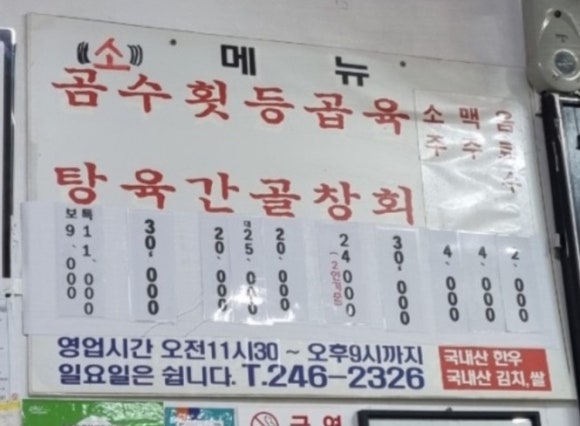 (((소))) 메뉴
곰탕
보 9,000
특 11,000
수육
30,000
횟간
20,000
등골
대 25,000
20,000
곱창
24,000
육회
30,000
소주
4,000
맥주
4,000
음료수
2,000
영업시간 오전11시30 ~ 오후9시까지
일요일은 쉽니다. T.246-2326
국내산 한우
국내산 김치,쌀